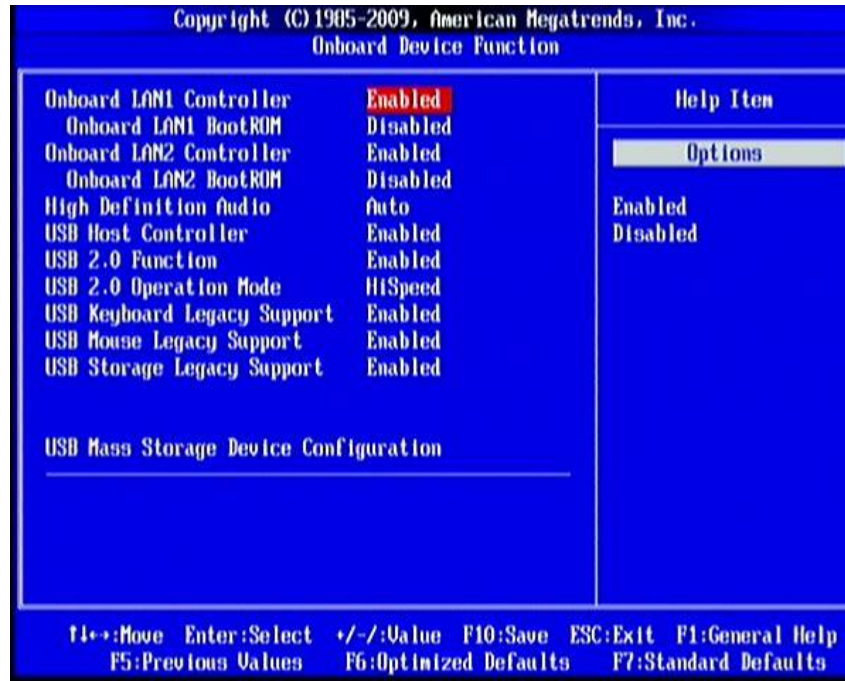 Copyright (C)1985-2009, American Megatrends, Inc.
Onboard Device Function
Onboard LAN1 Controller Enabled
Onboard LAN1 BootROM Disabled
Onboard LAN2 Controller Enabled
Onboard LAN2 BootROM Disabled
High Definition Audio Auto
USB Host Controller Enabled
USB 2.0 Function Enabled
USB 2.0 Operation Mode HiSpeed
USB Keyboard Legacy Support Enabled
USB Mouse Legacy Support Enabled
USB Storage Legacy Support Enabled
USB Mass Storage Device Configuration
Help Item
Options
Enabled
Disabled
↑↓←→:Move Enter:Select +/-/:Value F10:Save ESC:Exit F1:General Help
F5:Previous Values F6:Optimized Defaults F7:Standard Defaults